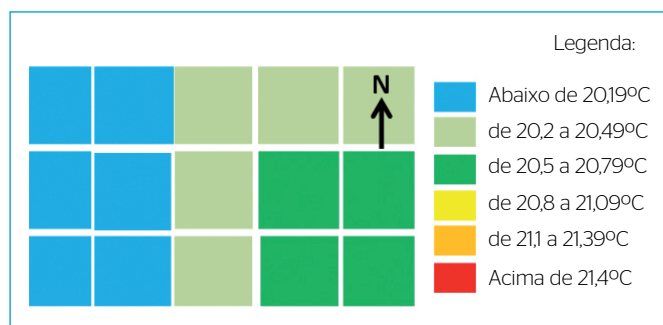 Legenda:
N
Abaixo de 20,19ºC
de 20,2 a 20,49ºC
de 20,5 a 20,79ºC
de 20,8 a 21,09ºC
de 21,1 a 21,39ºC
Acima de 21,4ºC